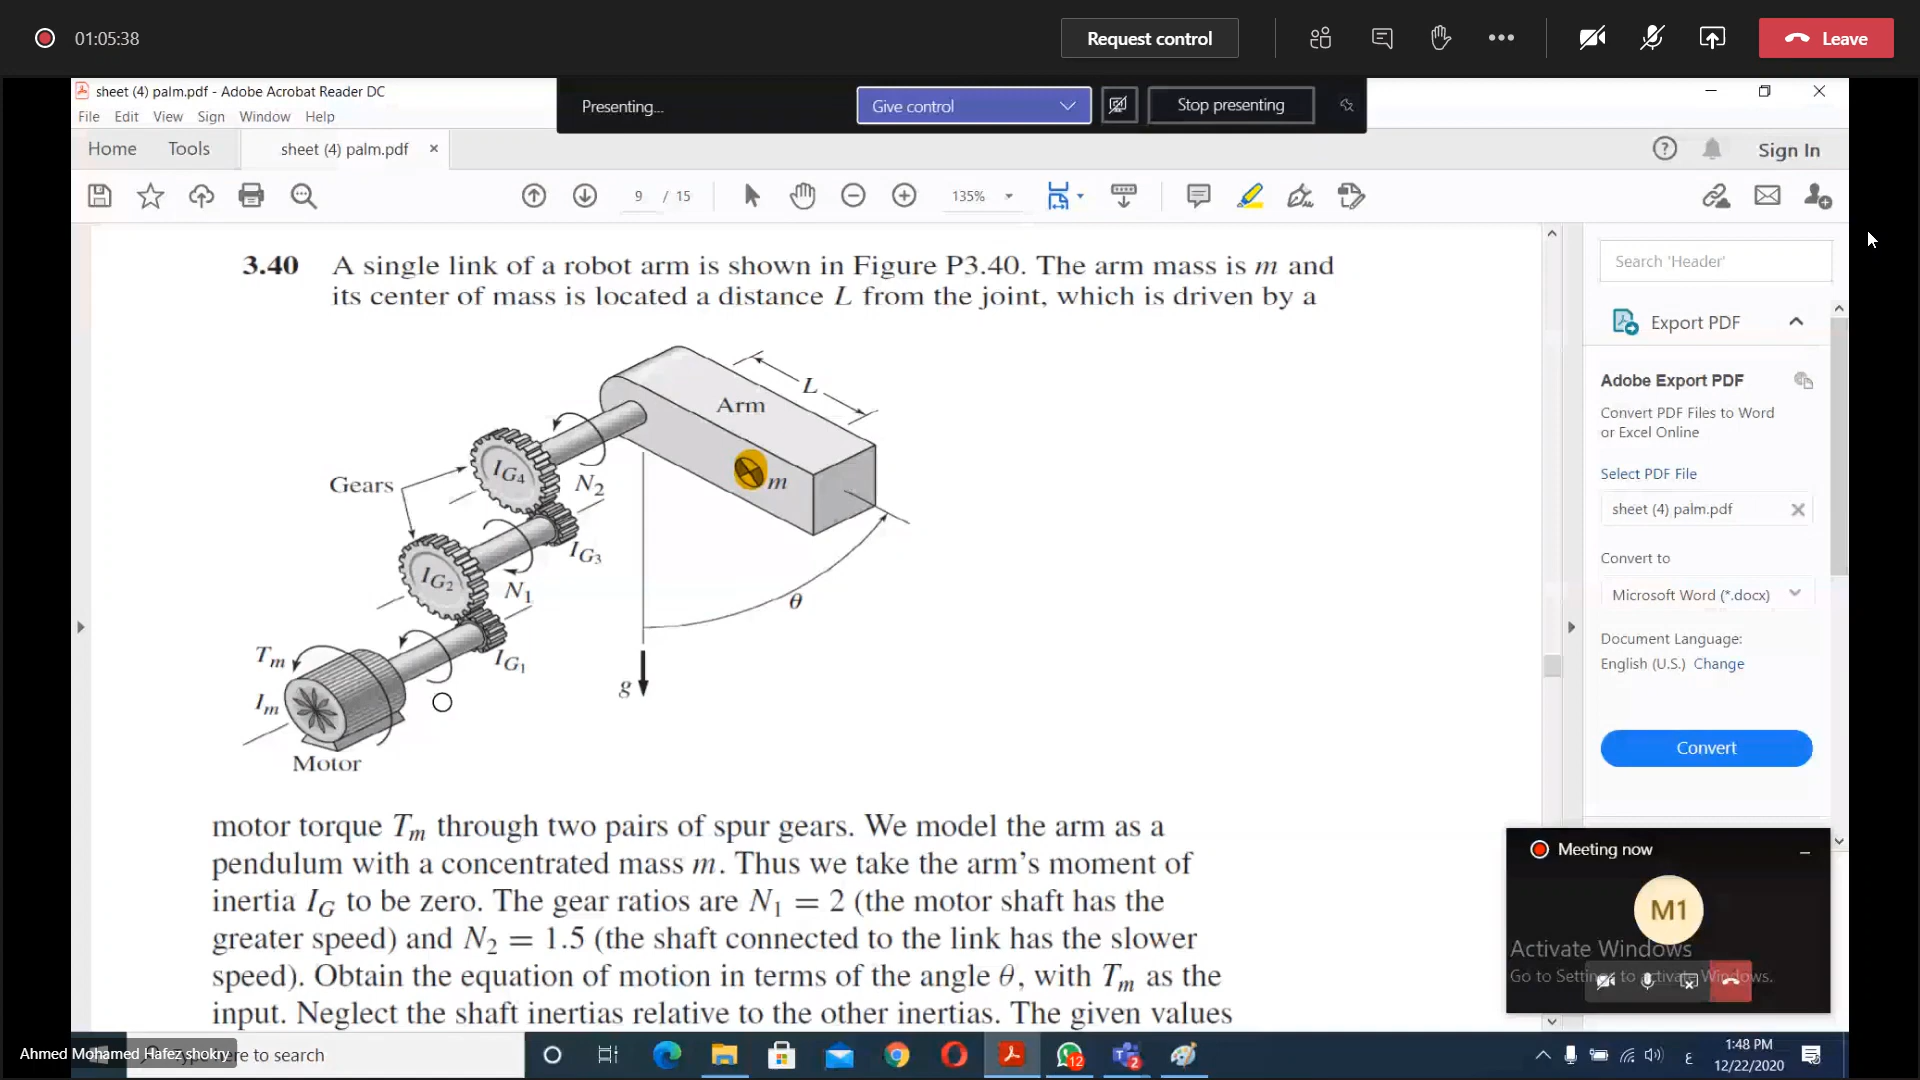 01:05:38
Request control
Leave
sheet (4) palm.pdf - Adobe Acrobat Reader DC
Presenting...
Give control
Stop presenting
File Edit View Sign Window Help
Home Tools sheet (4) palm.pdf
Sign In
9 / 15
135%
3.40 A single link of a robot arm is shown in Figure P3.40. The arm mass is m and
its center of mass is located a distance L from the joint, which is driven by a
L
Arm
m
IG4
Gears
N2
IG3
IG2
N1
θ
Tm
IG1
g
Im
Motor
motor torque Tm through two pairs of spur gears. We model the arm as a
pendulum with a concentrated mass m. Thus we take the arm's moment of
inertia IG to be zero. The gear ratios are N1 = 2 (the motor shaft has the
greater speed) and N2 = 1.5 (the shaft connected to the link has the slower
speed). Obtain the equation of motion in terms of the angle θ, with Tm as the
input. Neglect the shaft inertias relative to the other inertias. The given values
Search 'Header'
Export PDF
Adobe Export PDF
Convert PDF Files to Word
or Excel Online
Select PDF File
sheet (4) palm.pdf
Convert to
Microsoft Word (*.docx)
Document Language:
English (U.S.) Change
Convert
Meeting now
M1
Activate Windows
Go to Settings to activate Windows.
Ahmed Mohamed Hafez shokry
here to search
12
2
ع
1:48 PM
12/22/2020